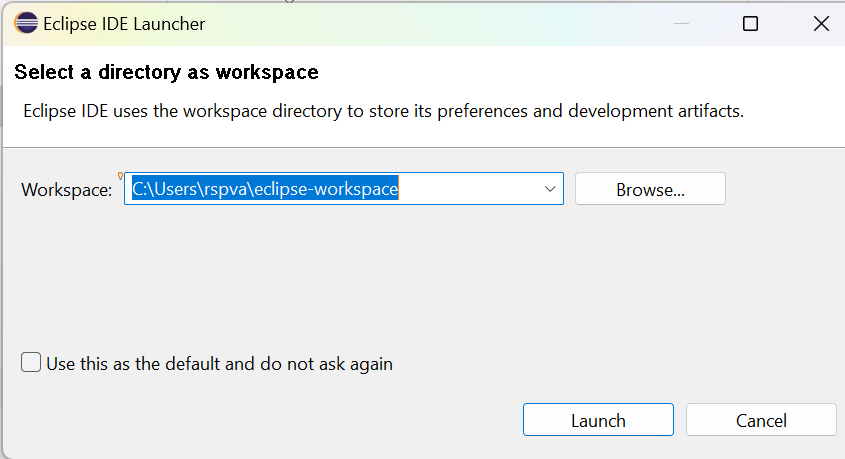 Eclipse IDE Launcher
Select a directory as workspace
Eclipse IDE uses the workspace directory to store its preferences and development artifacts.
Workspace: C:\Users\rspva\eclipse-workspace Browse...
Use this as the default and do not ask again
Launch Cancel